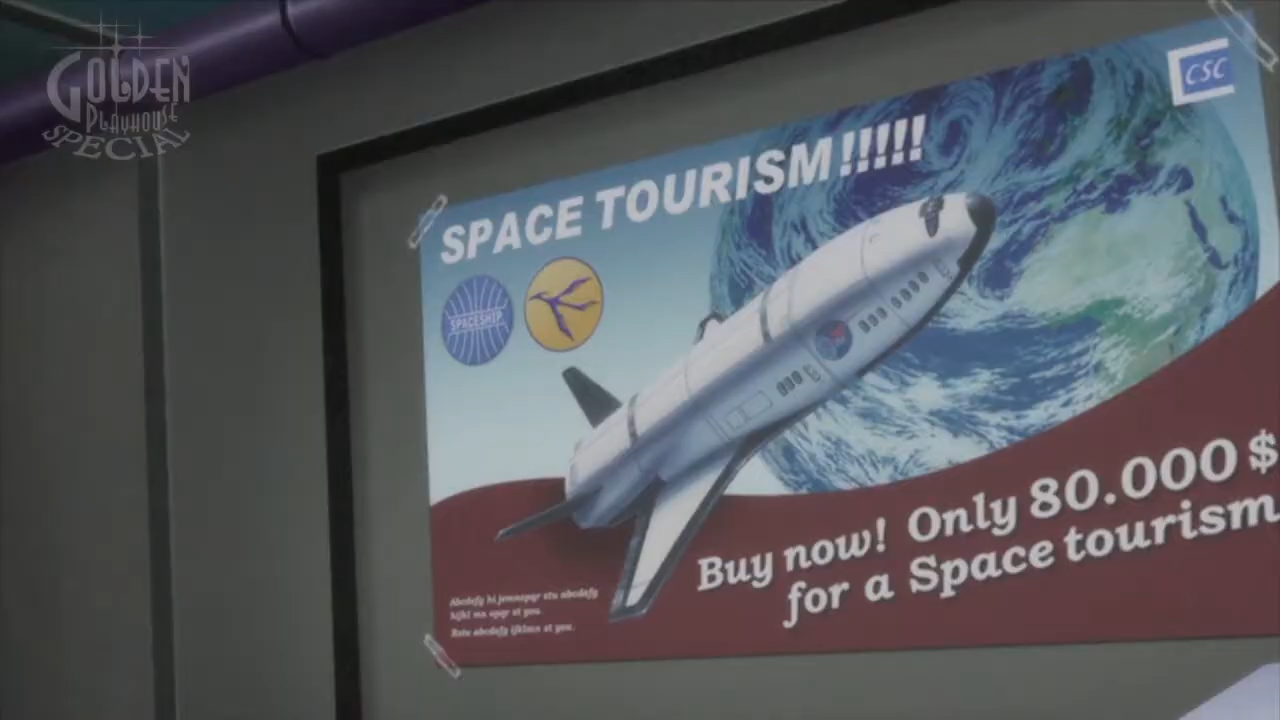 GOLDEN
PLAYHOUSE
SPECIAL
CSC
SPACE TOURISM!!!!!
SPACESHIP
Buy now! Only 80.000 $
for a Space tourism